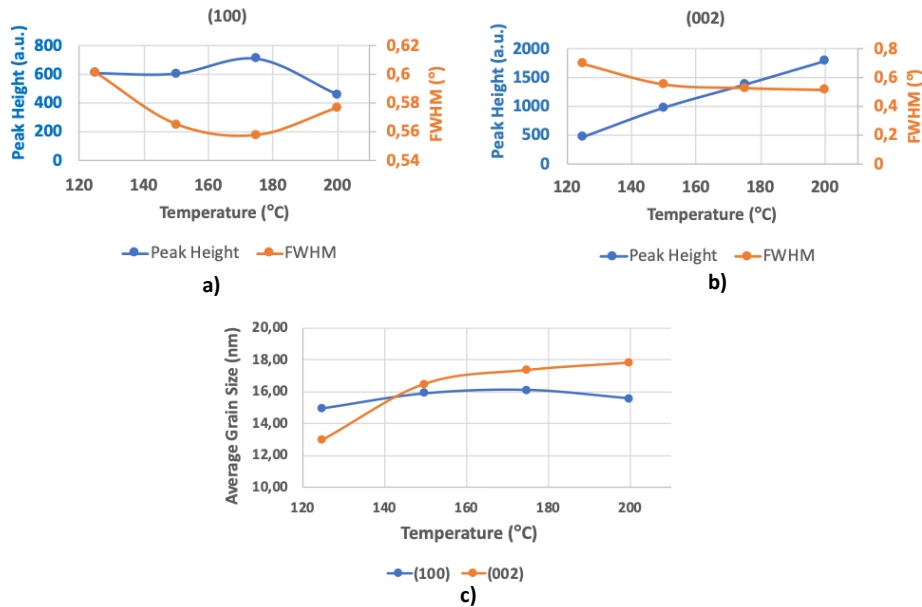 (100)
Peak Height (a.u.)
800
600
400
200
0
0,62
0,60
0,58
0,56
0,54
FWHM (°)
120 140 160 180 200
Temperature (°C)
Peak Height FWHM
a)
(002)
Peak Height (a.u.)
2000
1500
1000
500
0
0,8
0,6
0,4
0,2
0
FWHM (°)
120 140 160 180 200
Temperature (°C)
Peak Height FWHM
b)
Average Grain Size (nm)
20,00
18,00
16,00
14,00
12,00
10,00
120 140 160 180 200
Temperature (°C)
(100) (002)
c)